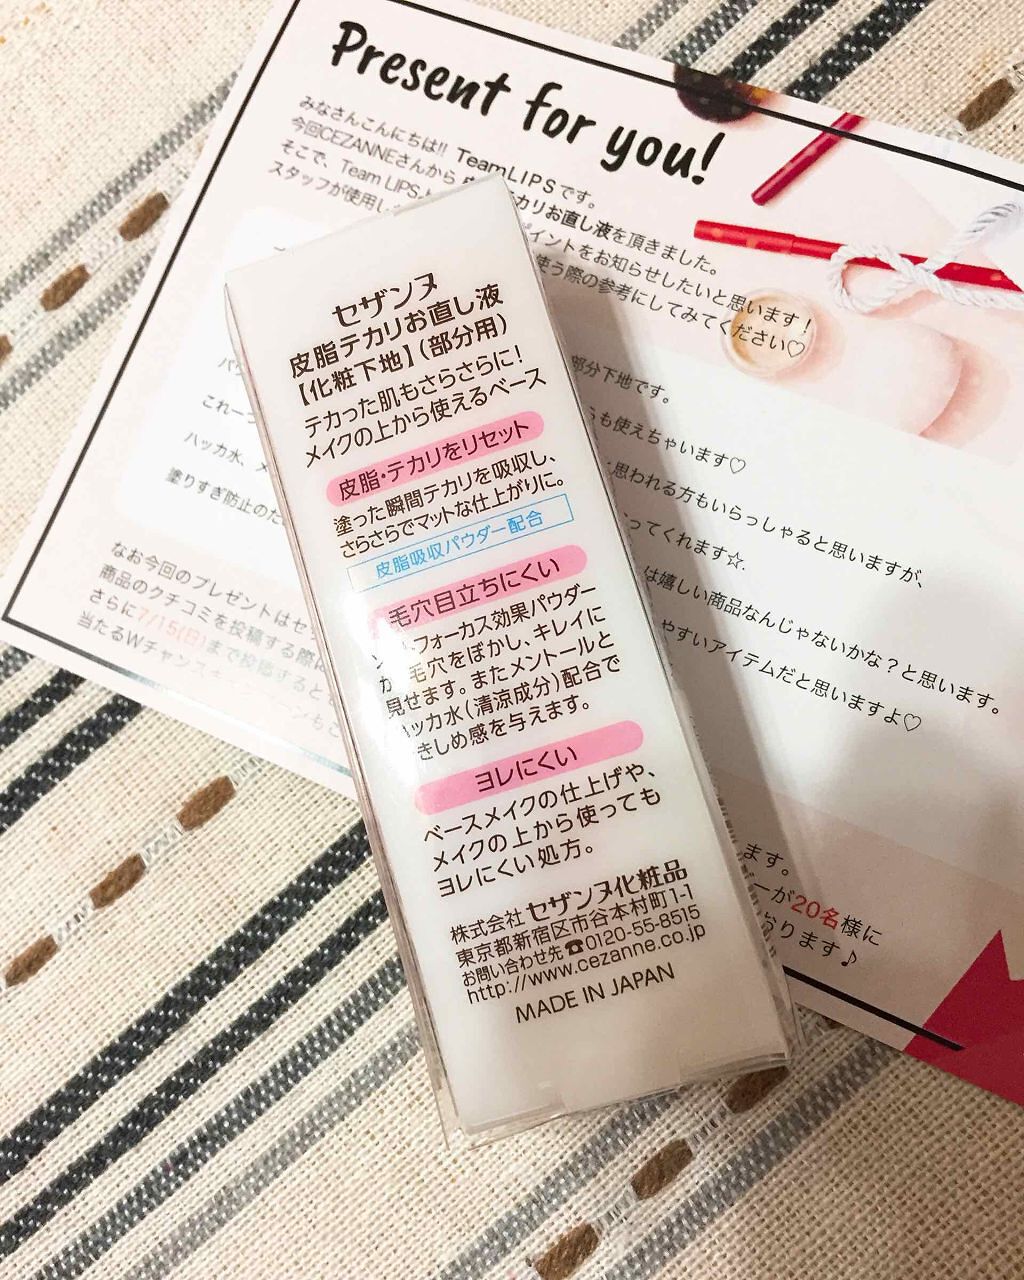 Present for you!
みなさんこんにちは!! TeamLIPSです。
今回CEZANNEさんから カリお直し液を頂きました。
そこで、Team LIPS イントをお知らせしたいと思います！
スタッフが使用し 使う際の参考にしてみてください♡
部分下地です。
これ一つ も使えちゃいます♡
ハッカ水、メ と思われる方もいらっしゃると思いますが、
塗りすぎ防止のた ってくれます☆.
は嬉しい商品なんじゃないかな？と思います。
やすいアイテムだと思いますよ♡
なお今回のプレゼントはセ
商品のクチコミを投稿する際
さらに7/15(日)まで投稿すると
当たるWチャンス
ます。
ーが20名様に
おります♪
セザンヌ
皮脂テカリお直し液
【化粧下地】(部分用)
テカった肌もさらさらに！
メイクの上から使えるベース
皮脂・テカリをリセット
塗った瞬間テカリを吸収し、
さらさらでマットな仕上がりに。
皮脂吸収パウダー配合
毛穴目立ちにくい
フォーカス効果パウダー
が 毛穴をぼかし、キレイに
見せます。またメントールと
ハッカ水(清涼成分)配合で
きしめ感を与えます。
ヨレにくい
ベースメイクの仕上げや、
メイクの上から使っても
ヨレにくい処方。
株式会社 セザンヌ化粧品
東京都新宿区市谷本村町1-1
お問い合わせ先☎0120-55-8515
http://www.cezanne.co.jp
MADE IN JAPAN